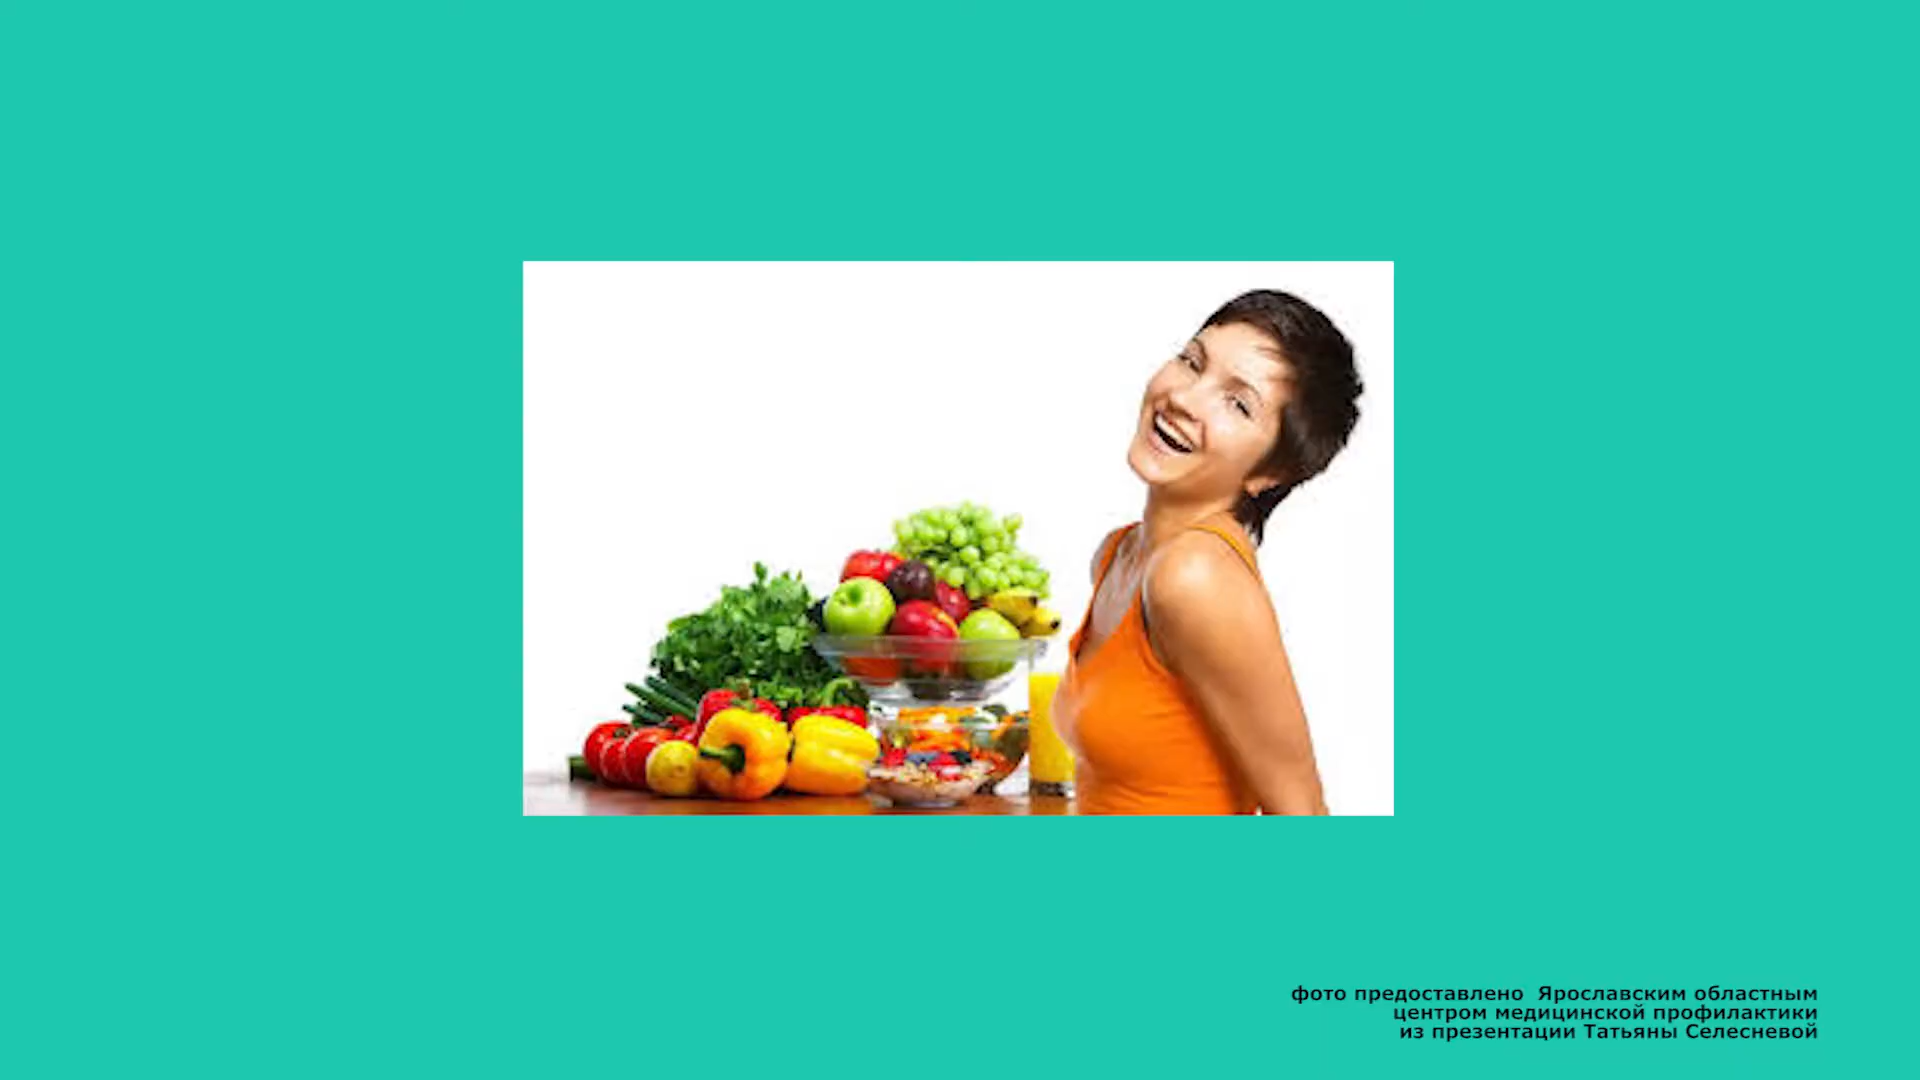 фото предоставлено  Ярославским областным
центром медицинской профилактики
из презентации Татьяны Селесневой